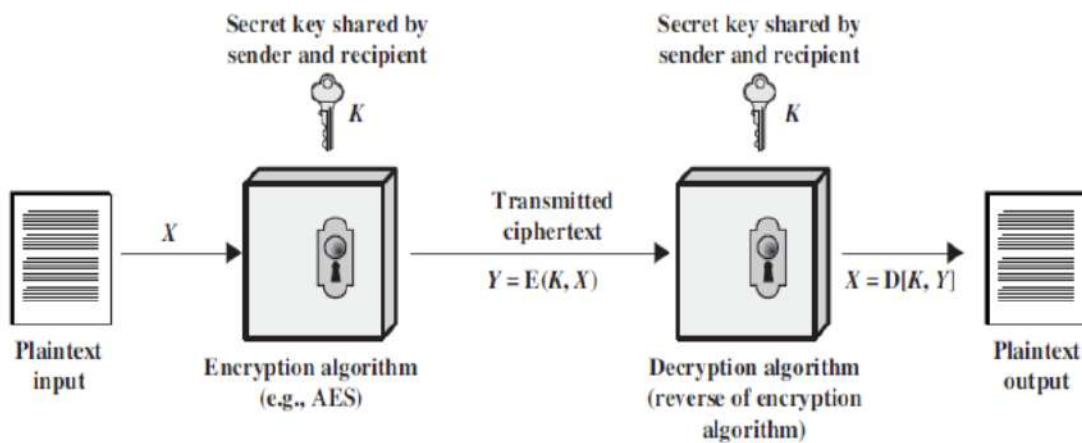 Secret key shared by
sender and recipient
K
Secret key shared by
sender and recipient
K
X
Transmitted
ciphertext
Y = E(K, X)
X = D[K, Y]
Plaintext
input
Encryption algorithm
(e.g., AES)
Decryption algorithm
(reverse of encryption
algorithm)
Plaintext
output